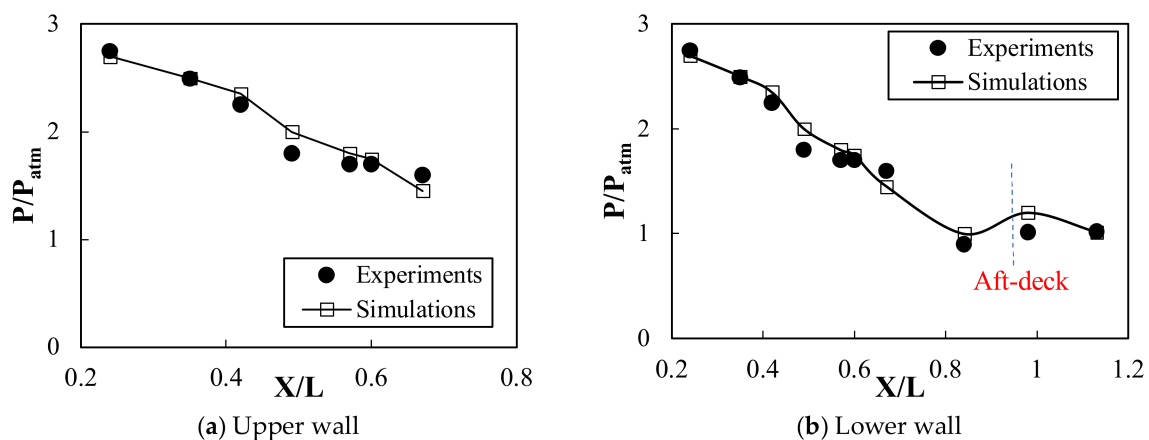 3
2
1
0
P/Patm
0.2
0.4
0.6
0.8
X/L
Experiments
Simulations
(a) Upper wall
3
2
1
0
P/Patm
0.2
0.4
0.6
0.8
1
1.2
X/L
Experiments
Simulations
Aft-deck
(b) Lower wall